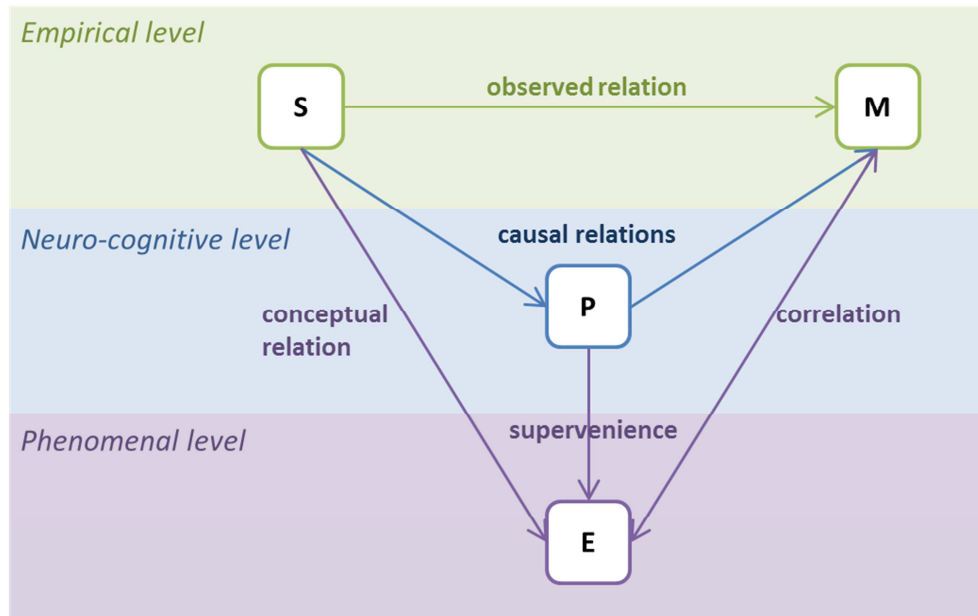 Empirical level
S
observed relation
M
Neuro-cognitive level
causal relations
P
conceptual
relation
correlation
Phenomenal level
supervenience
E